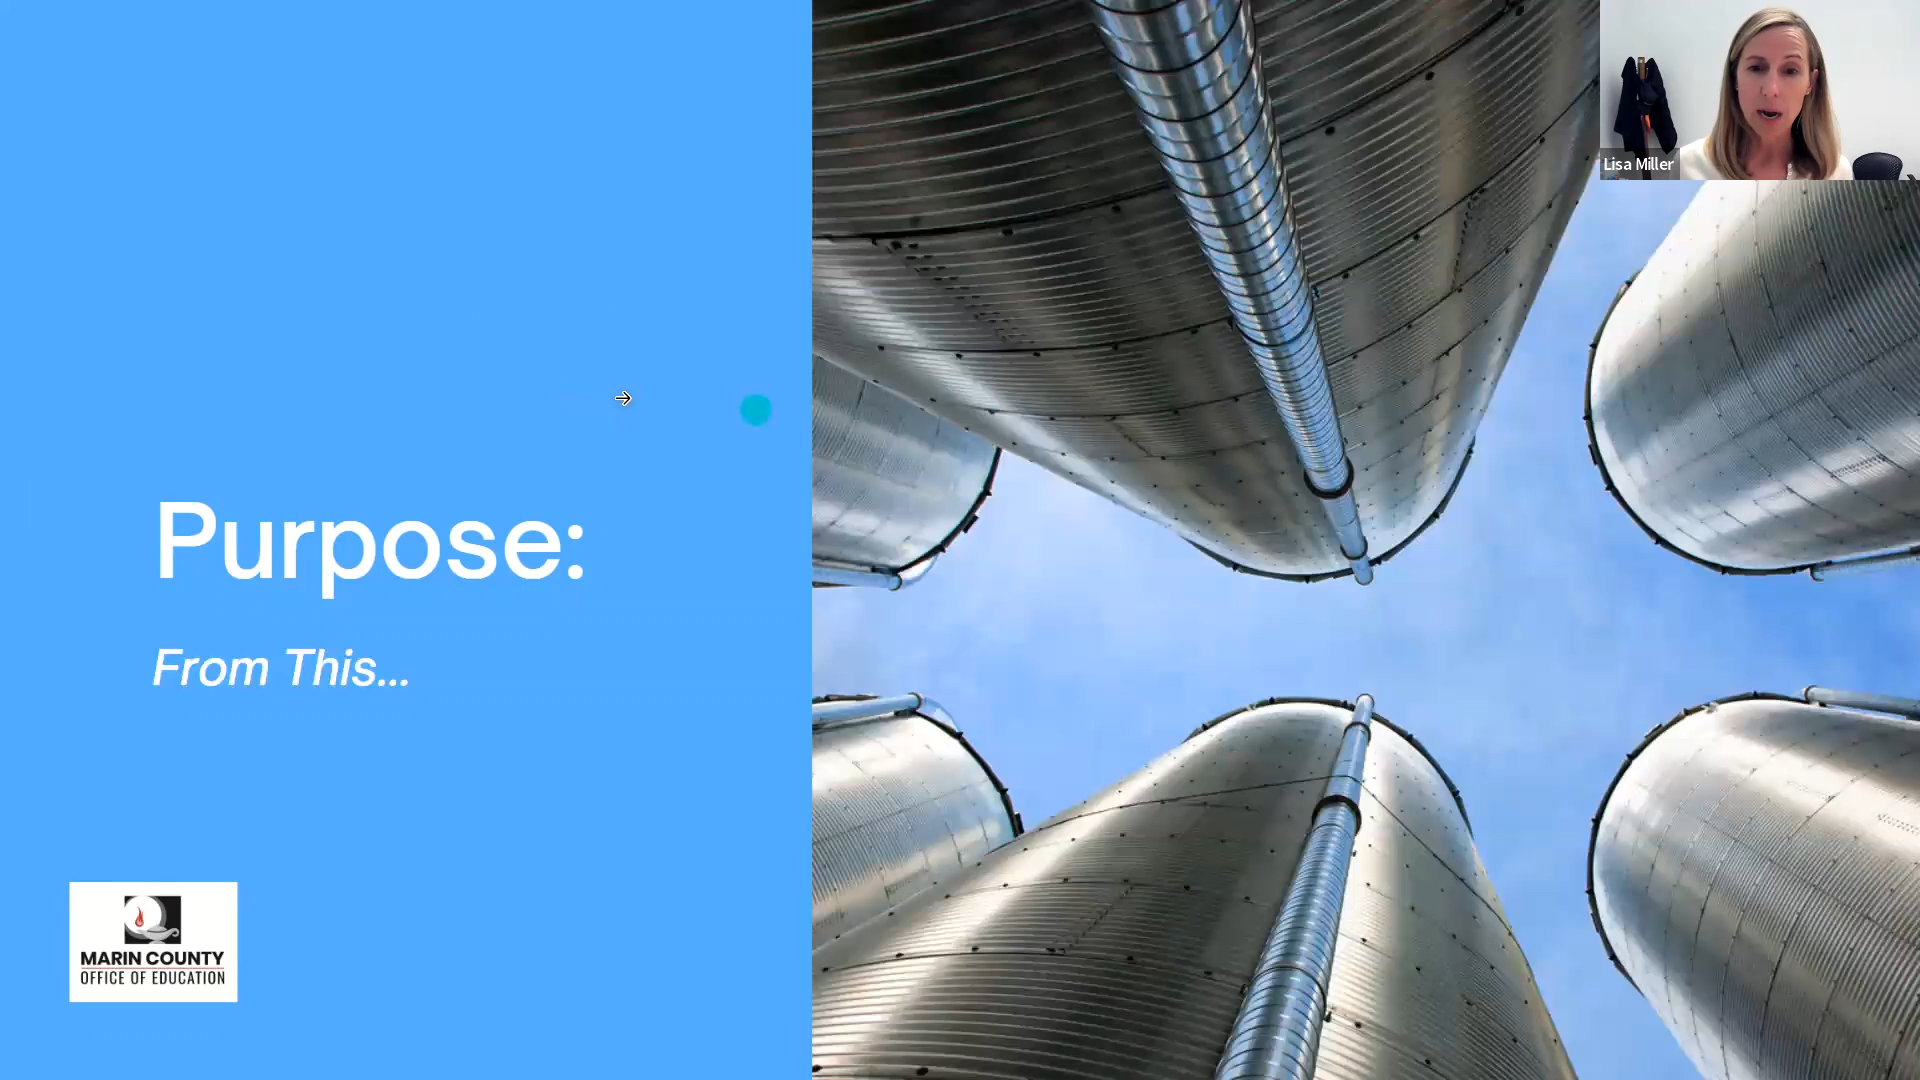 Lisa Miller
Purpose:
From This...
MARIN COUNTY
OFFICE OF EDUCATION